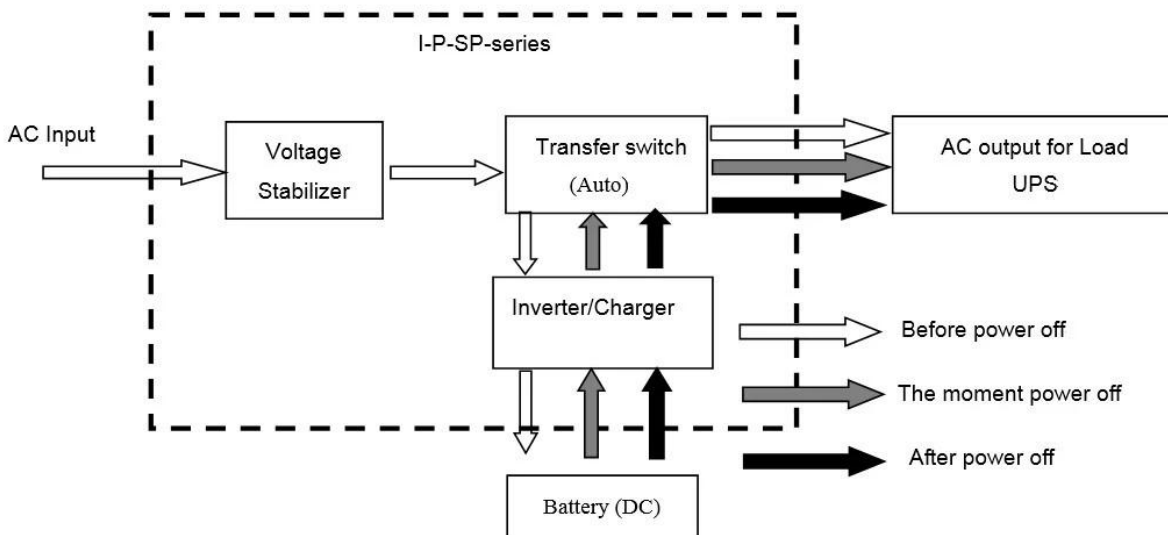 I-P-SP-series
AC Input
Voltage
Stabilizer
Transfer switch
(Auto)
AC output for Load
UPS
Inverter/Charger
Before power off
The moment power off
After power off
Battery (DC)